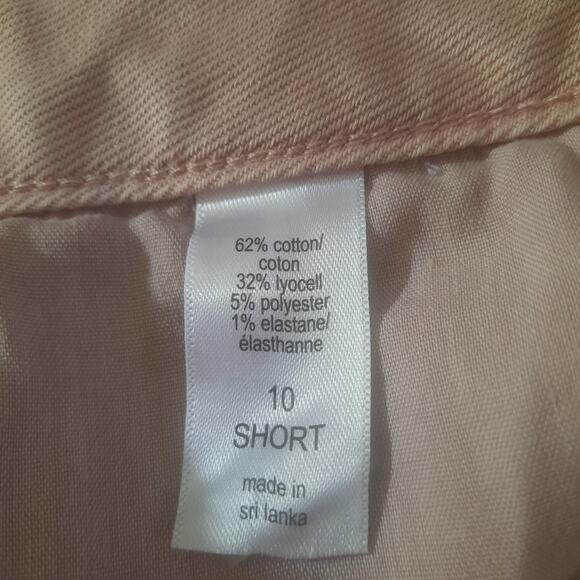 62% cotton/
coton
32% lyocell
5% polyester
1% elastane/
élasthanne
10
SHORT
made in
sri lanka